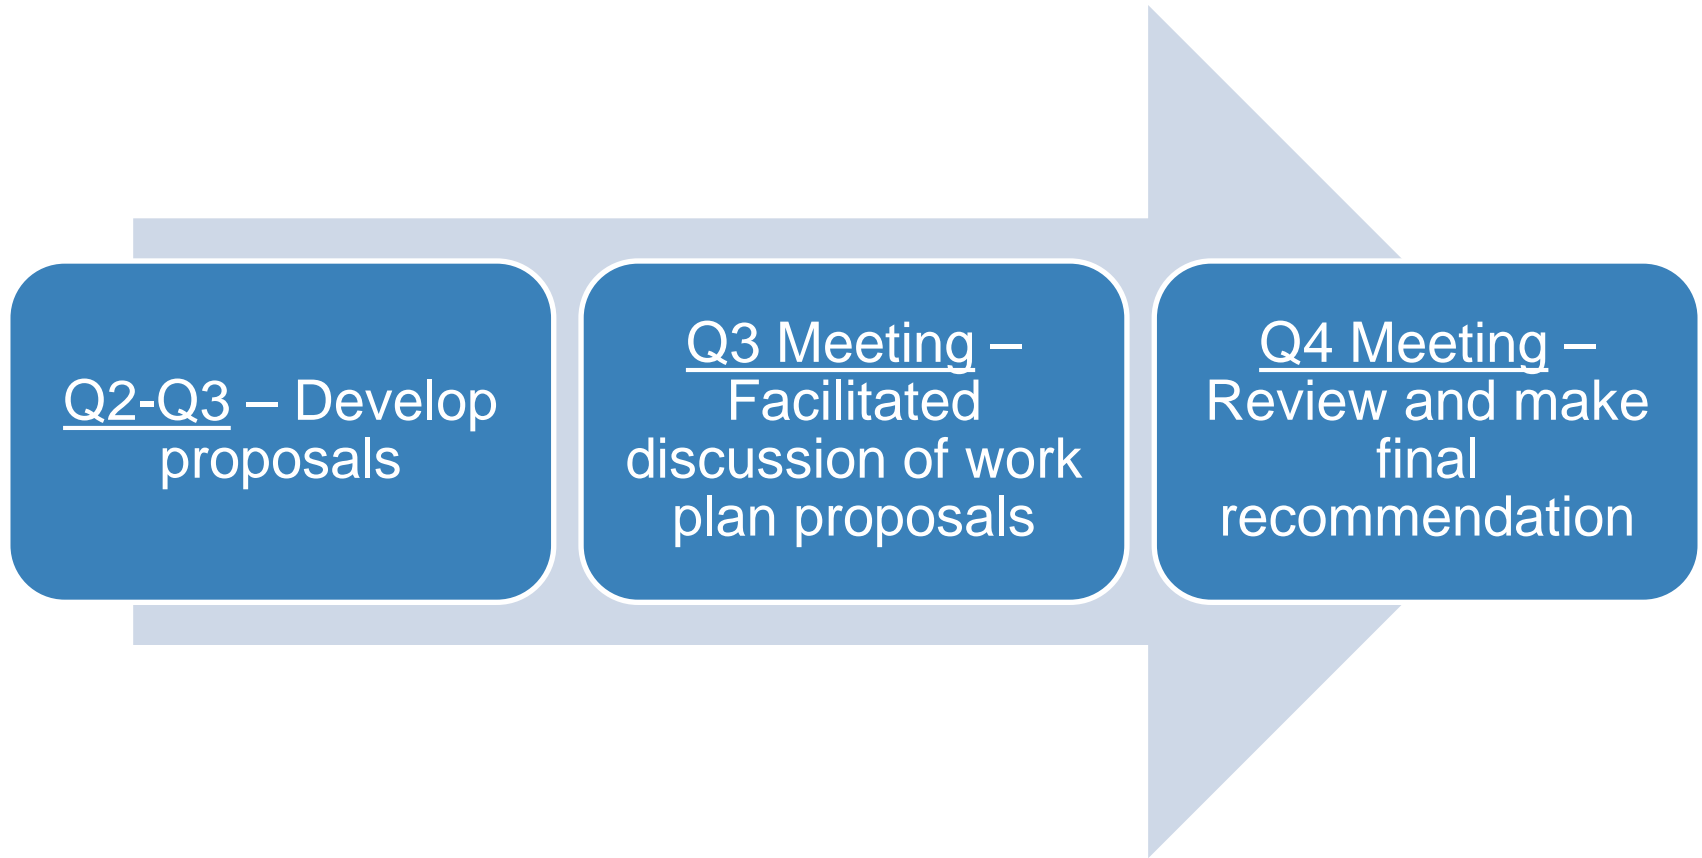 Q2-Q3 – Develop
proposals
Q3 Meeting –
Facilitated
discussion of work
plan proposals
Q4 Meeting –
Review and make
final
recommendation